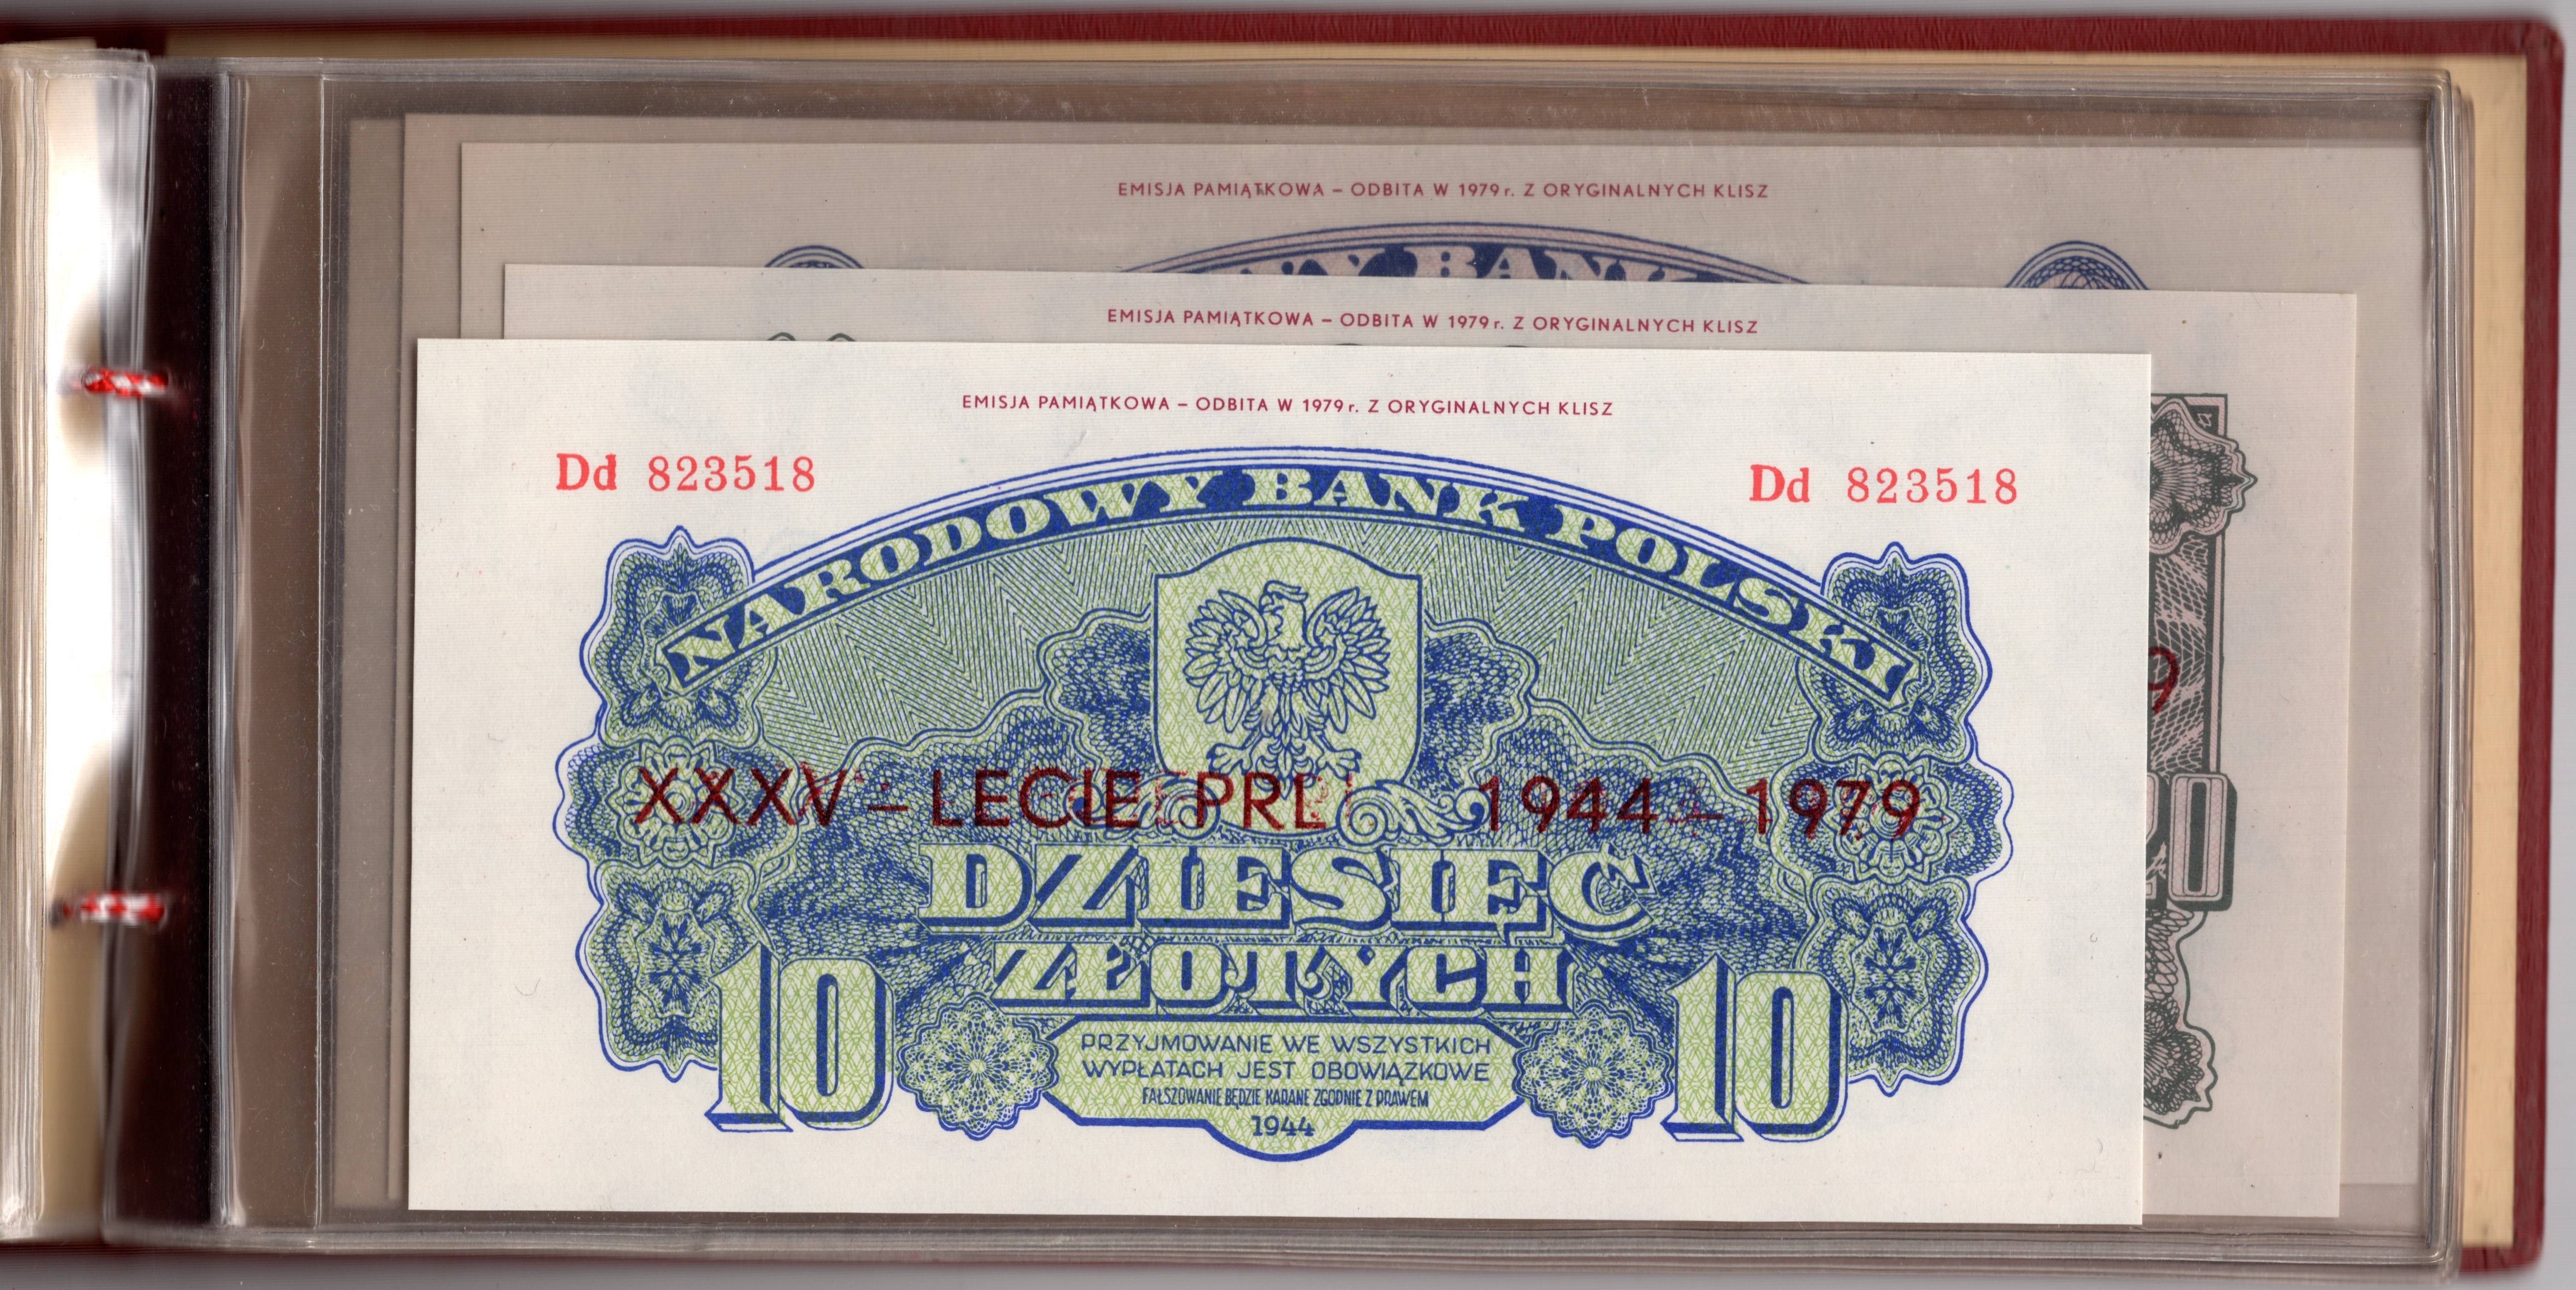 EMISJA PAMIĄTKOWA – ODBITA W 1979 r. Z ORYGINALNYCH KLISZ
BANK
EMISJA PAMIĄTKOWA – ODBITA W 1979 r. Z ORYGINALNYCH KLISZ
EMISJA PAMIĄTKOWA – ODBITA W 1979 r. Z ORYGINALNYCH KLISZ
Dd 823518 Dd 823518
NARODOWY BANK POLSKI
XXXV – LECIE PRL 1944 – 1979
DZIESIĘĆ
ZŁOTYCH
10 10
PRZYJMOWANIE WE WSZYSTKICH
WYPŁATACH JEST OBOWIĄZKOWE
FAŁSZOWANIE BĘDZIE KARANE ZGODNIE Z PRAWEM
1944